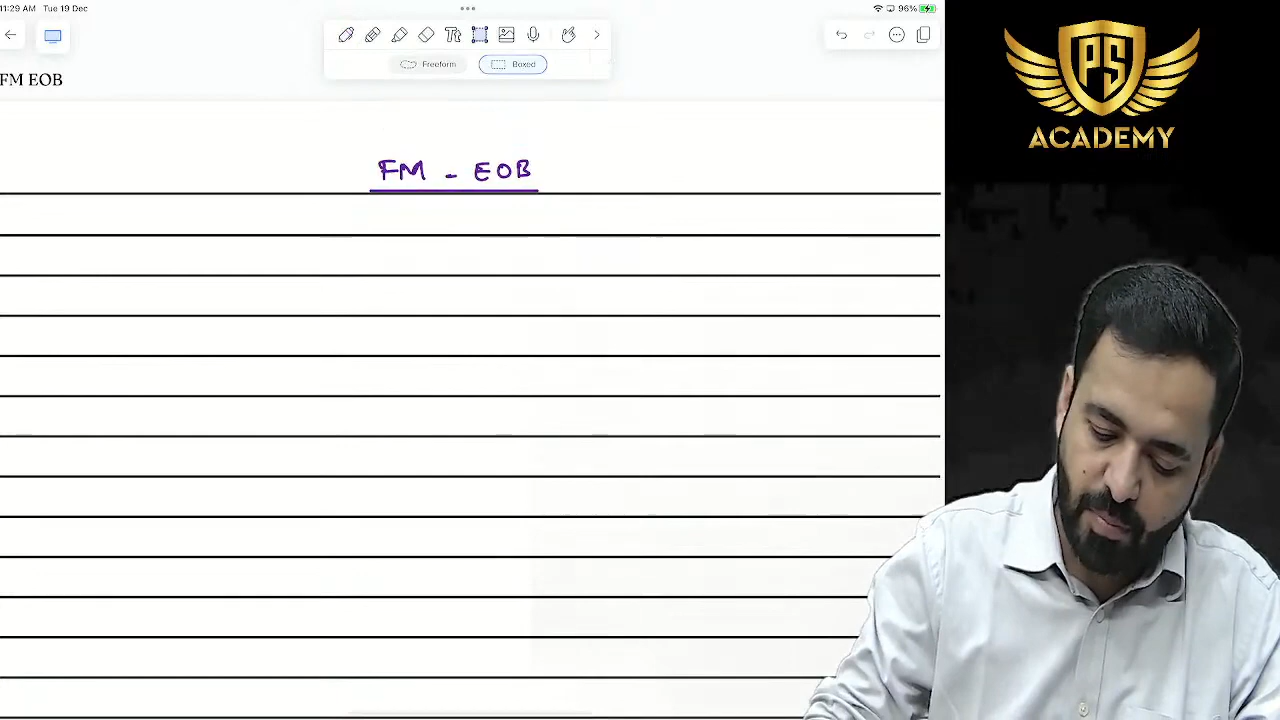 11:29 AM Tue 19 Dec
96%
Freeform
Boxed
FM EOB
FM - EOB
PS
ACADEMY